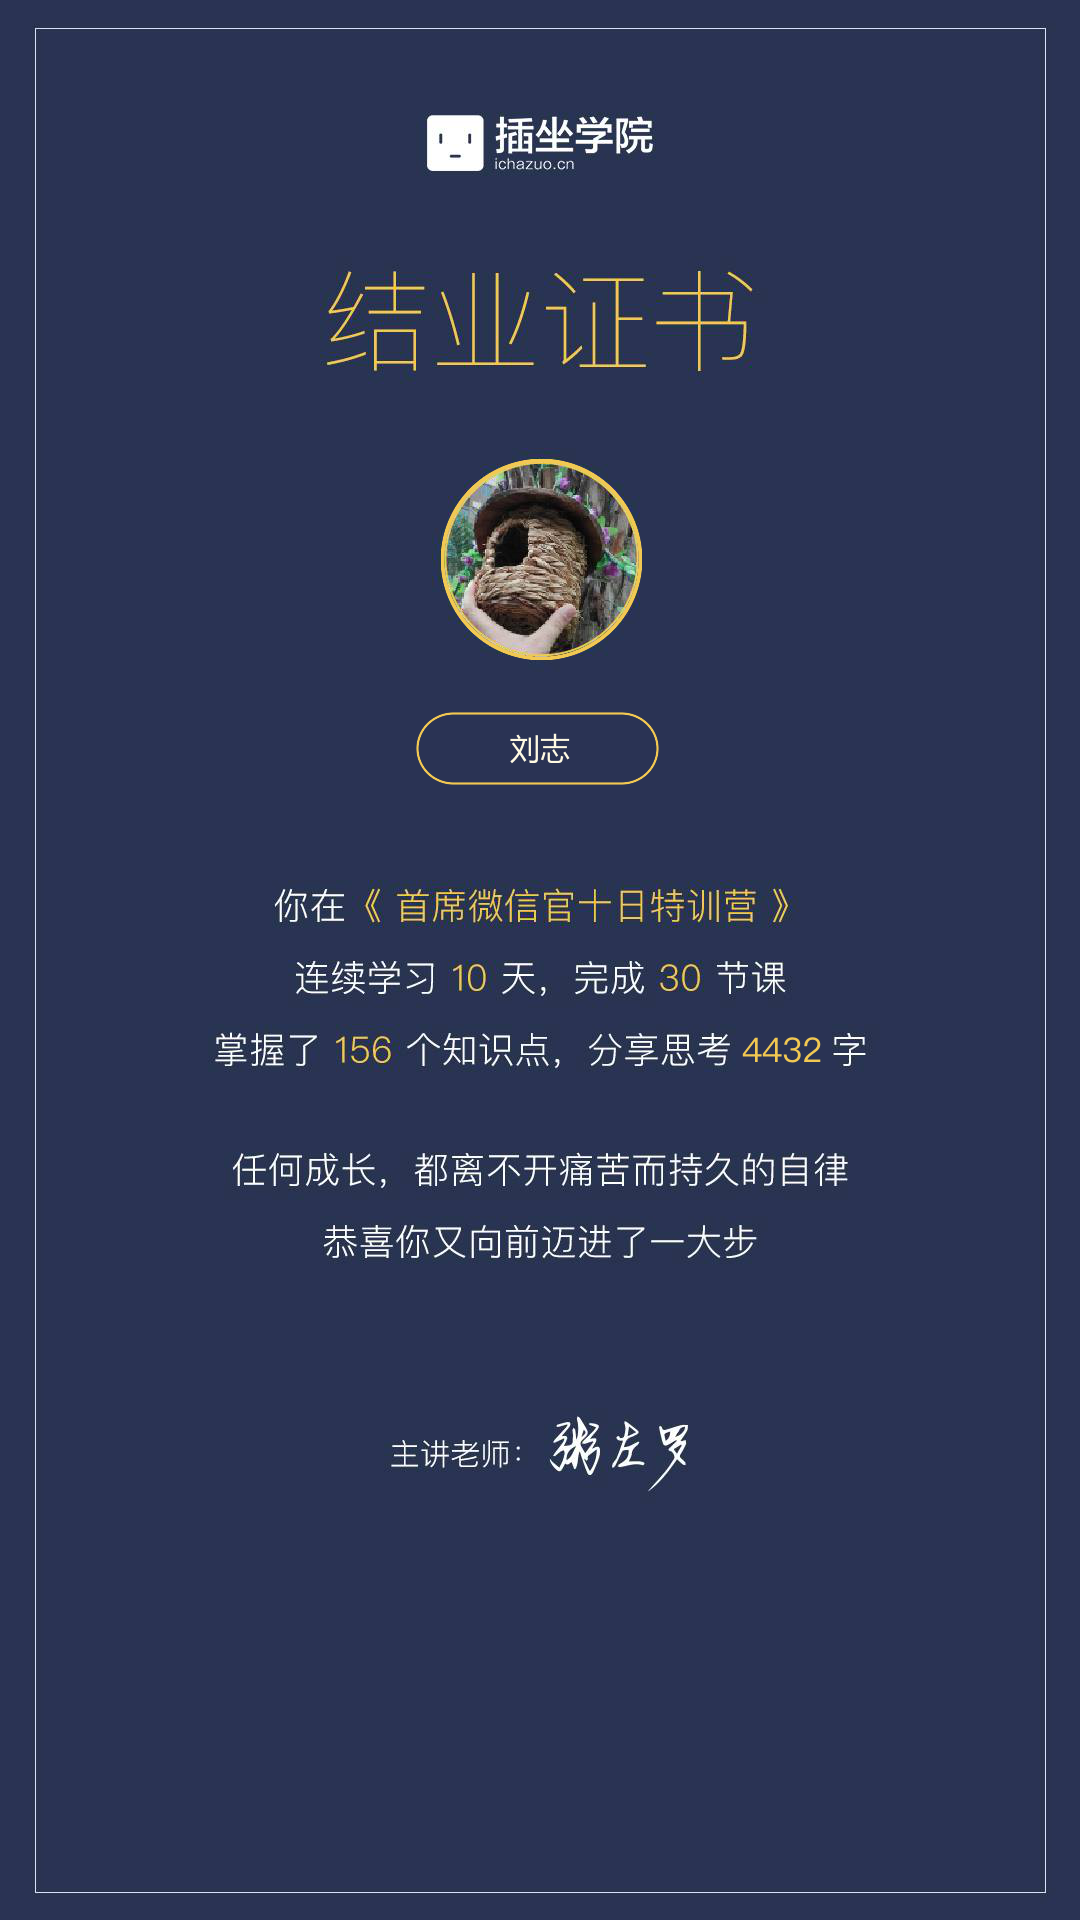 插坐学院
ichazuo.cn
结业证书
刘志
你在《 首席微信官十日特训营 》
连续学习 10 天，完成 30 节课
掌握了 156 个知识点，分享思考 4432 字
任何成长，都离不开痛苦而持久的自律
恭喜你又向前迈进了一大步
主讲老师：粥左罗